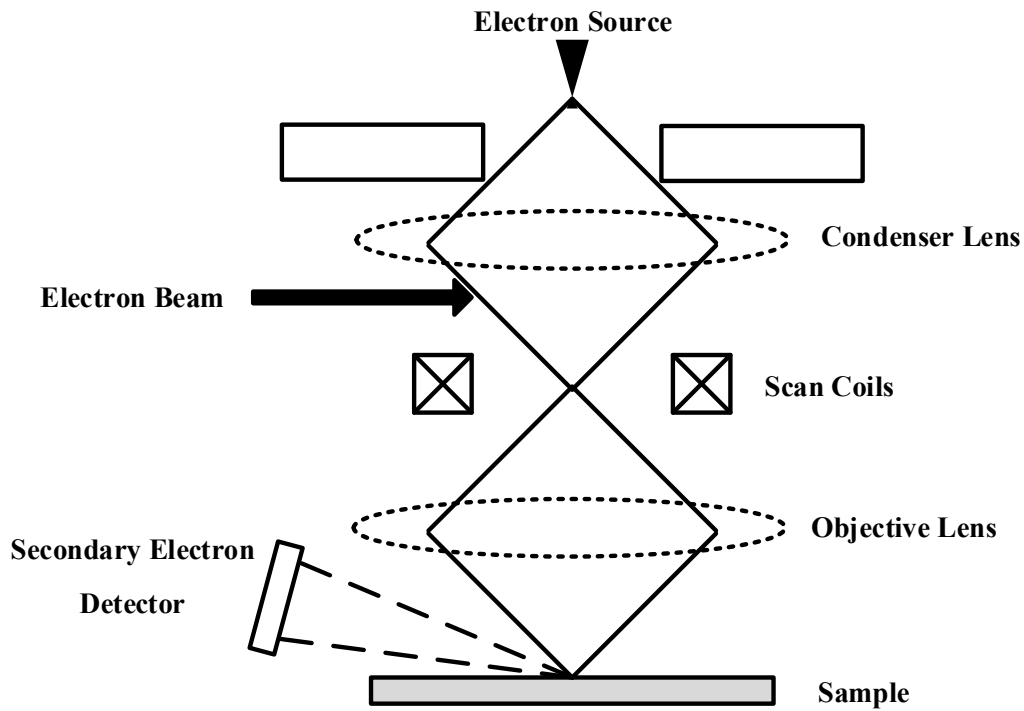 Electron Source
Condenser Lens
Electron Beam
Scan Coils
Objective Lens
Secondary Electron
Detector
Sample